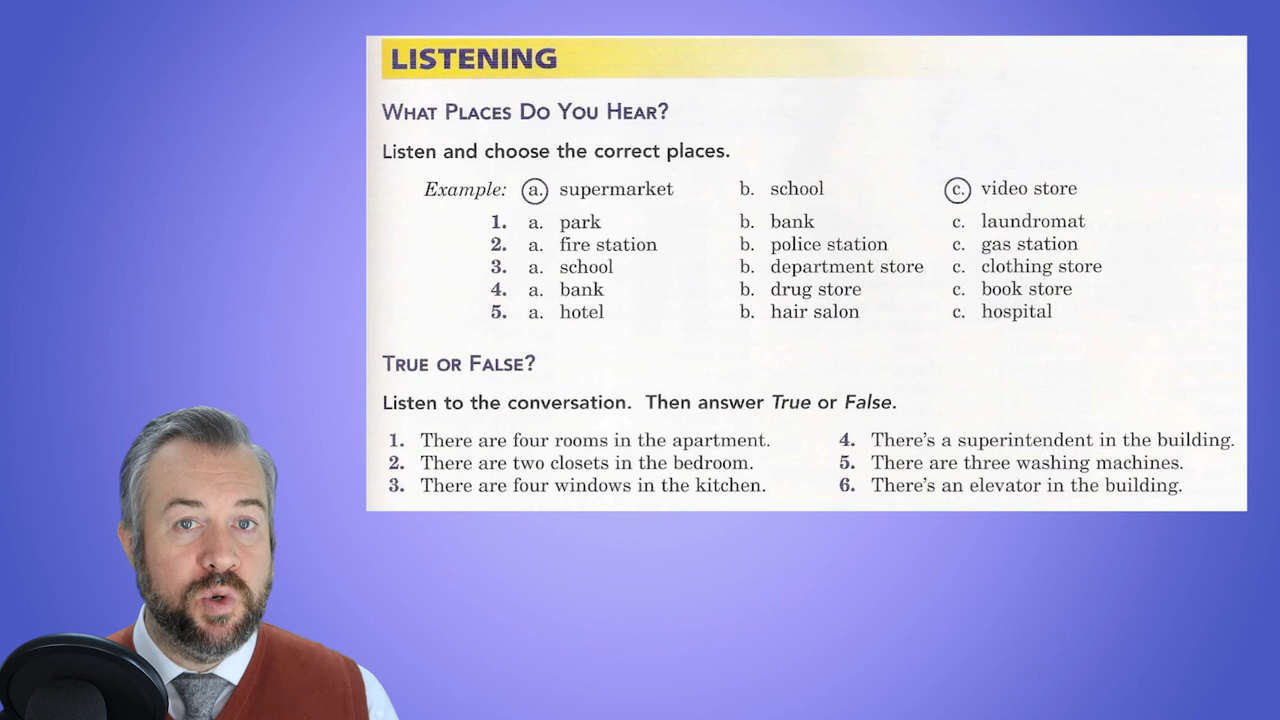 LISTENING
WHAT PLACES DO YOU HEAR?
Listen and choose the correct places.
Example: a. supermarket b. school c. video store
1. a. park b. bank c. laundromat
2. a. fire station b. police station c. gas station
3. a. school b. department store c. clothing store
4. a. bank b. drug store c. book store
5. a. hotel b. hair salon c. hospital
TRUE OR FALSE?
Listen to the conversation. Then answer True or False.
1. There are four rooms in the apartment.
2. There are two closets in the bedroom.
3. There are four windows in the kitchen.
4. There's a superintendent in the building.
5. There are three washing machines.
6. There's an elevator in the building.